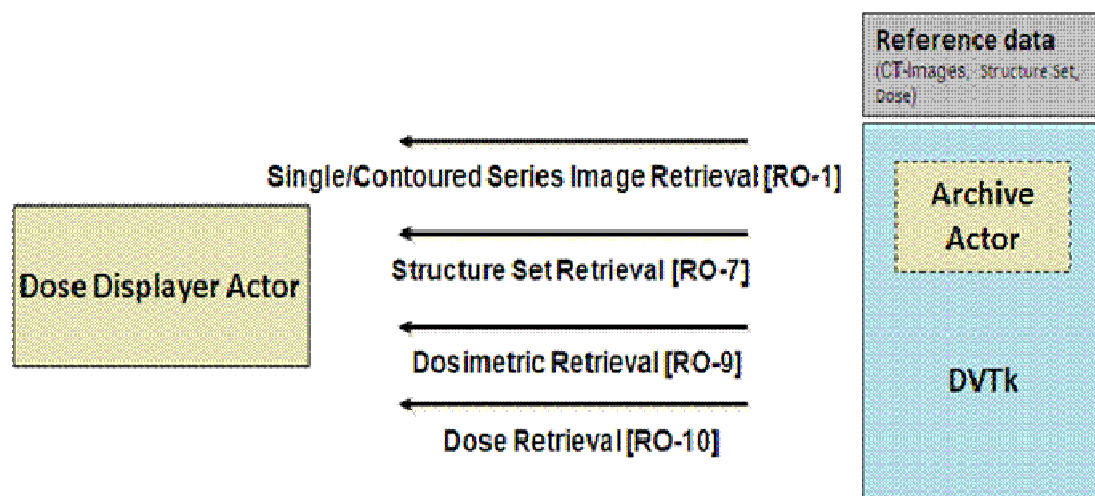 Reference data
(CT-Images, Structure Set,
Dose)
Single/Contoured Series Image Retrieval [RO-1]
Archive
Actor
Structure Set Retrieval [RO-7]
Dose Displayer Actor
Dosimetric Retrieval [RO-9]
DVTk
Dose Retrieval [RO-10]